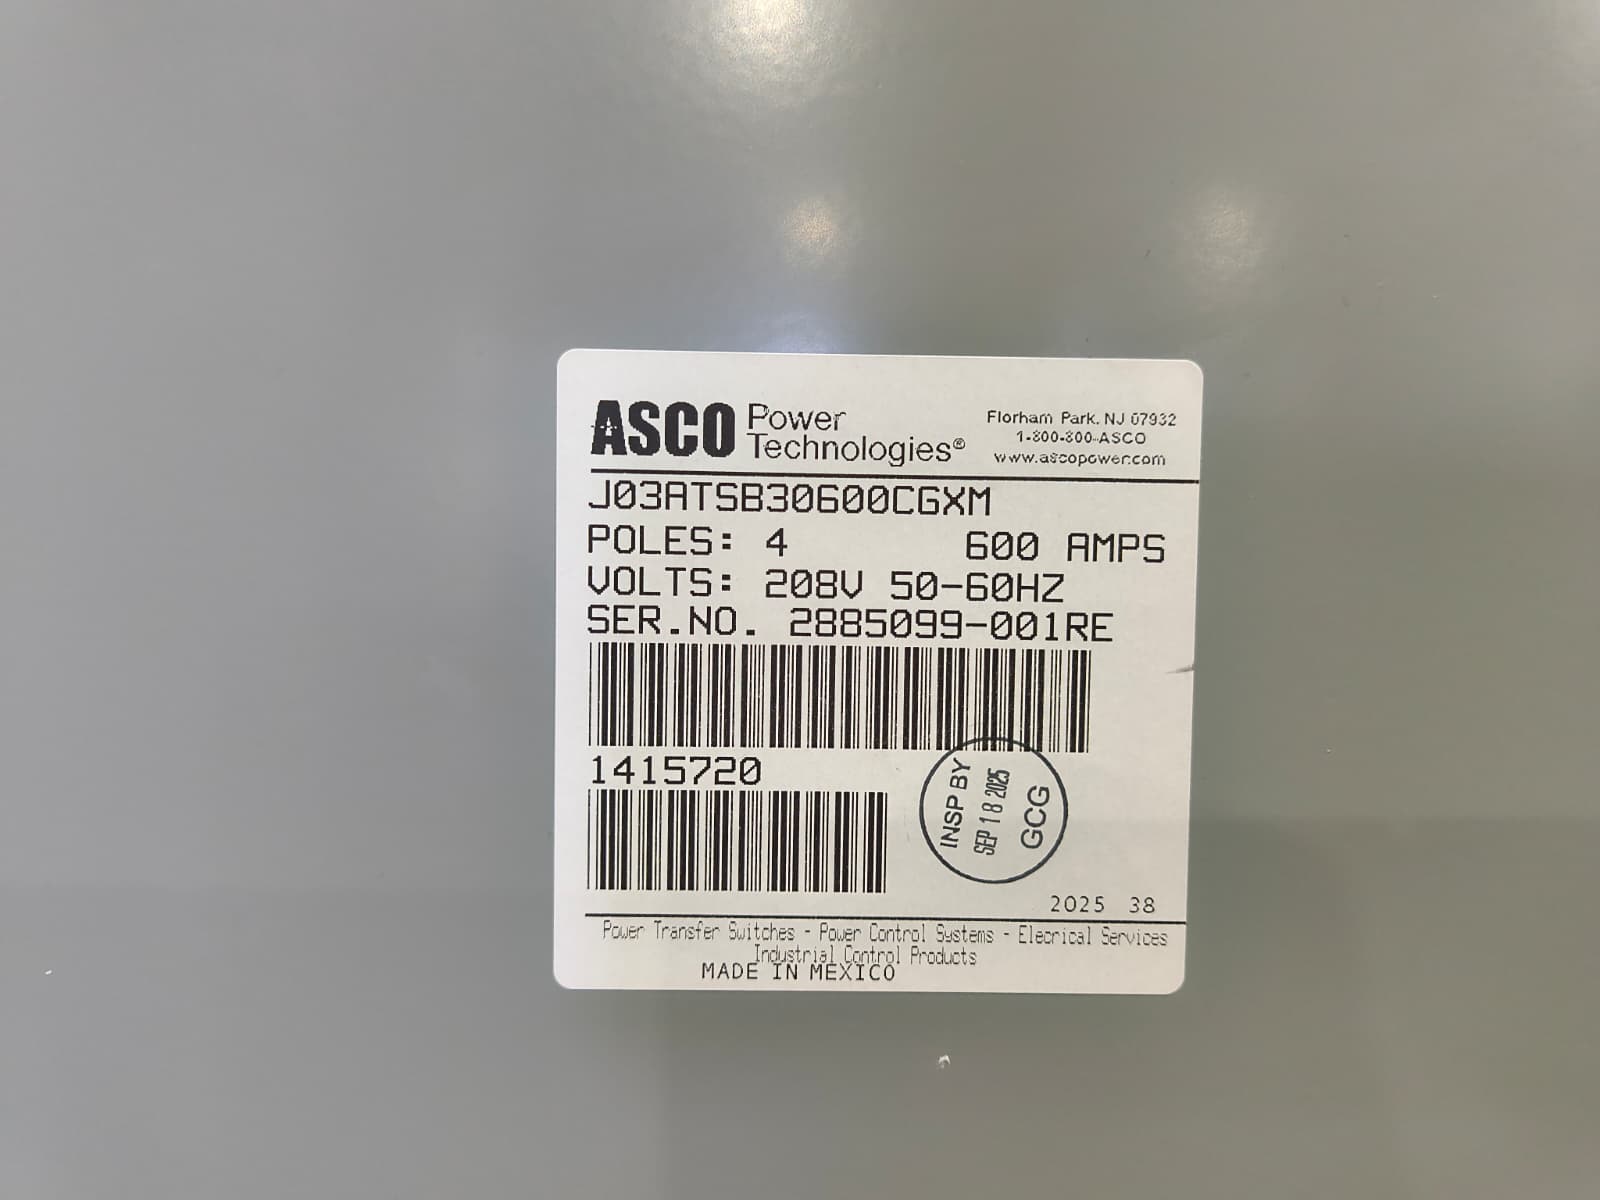 ASCO Power Technologies®
Florham Park, NJ 07932
1-800-800-ASCO
www.ascopower.com
J03ATSB30600CGXM
POLES: 4 600 AMPS
VOLTS: 208V 50-60HZ
SER.NO. 2885099-001RE
1415720
INSP BY
SEP 18 2025
GCG
2025 38
Power Transfer Switches - Power Control Systems - Elecrical Services
Industrial Control Products
MADE IN MEXICO